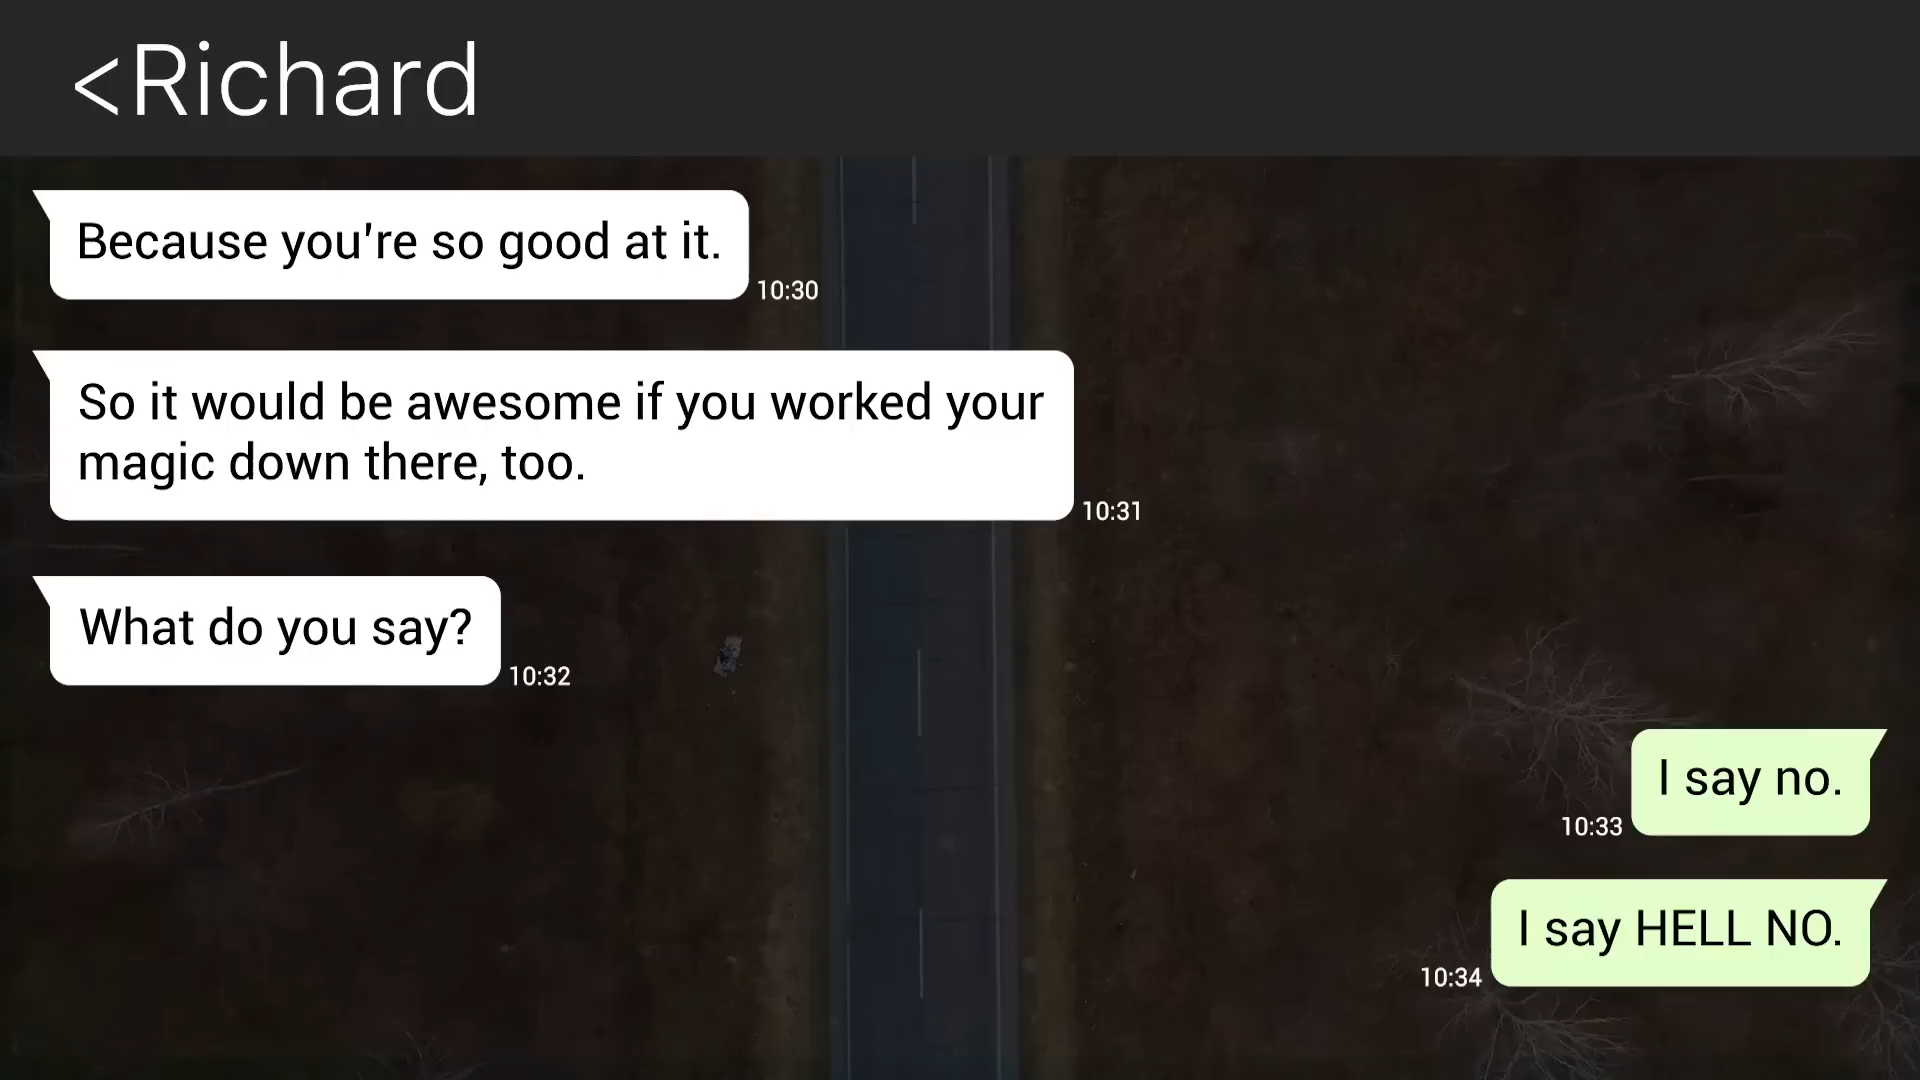 <Richard
Because you're so good at it.
10:30
So it would be awesome if you worked your
magic down there, too.
10:31
What do you say?
10:32
I say no.
10:33
I say HELL NO.
10:34